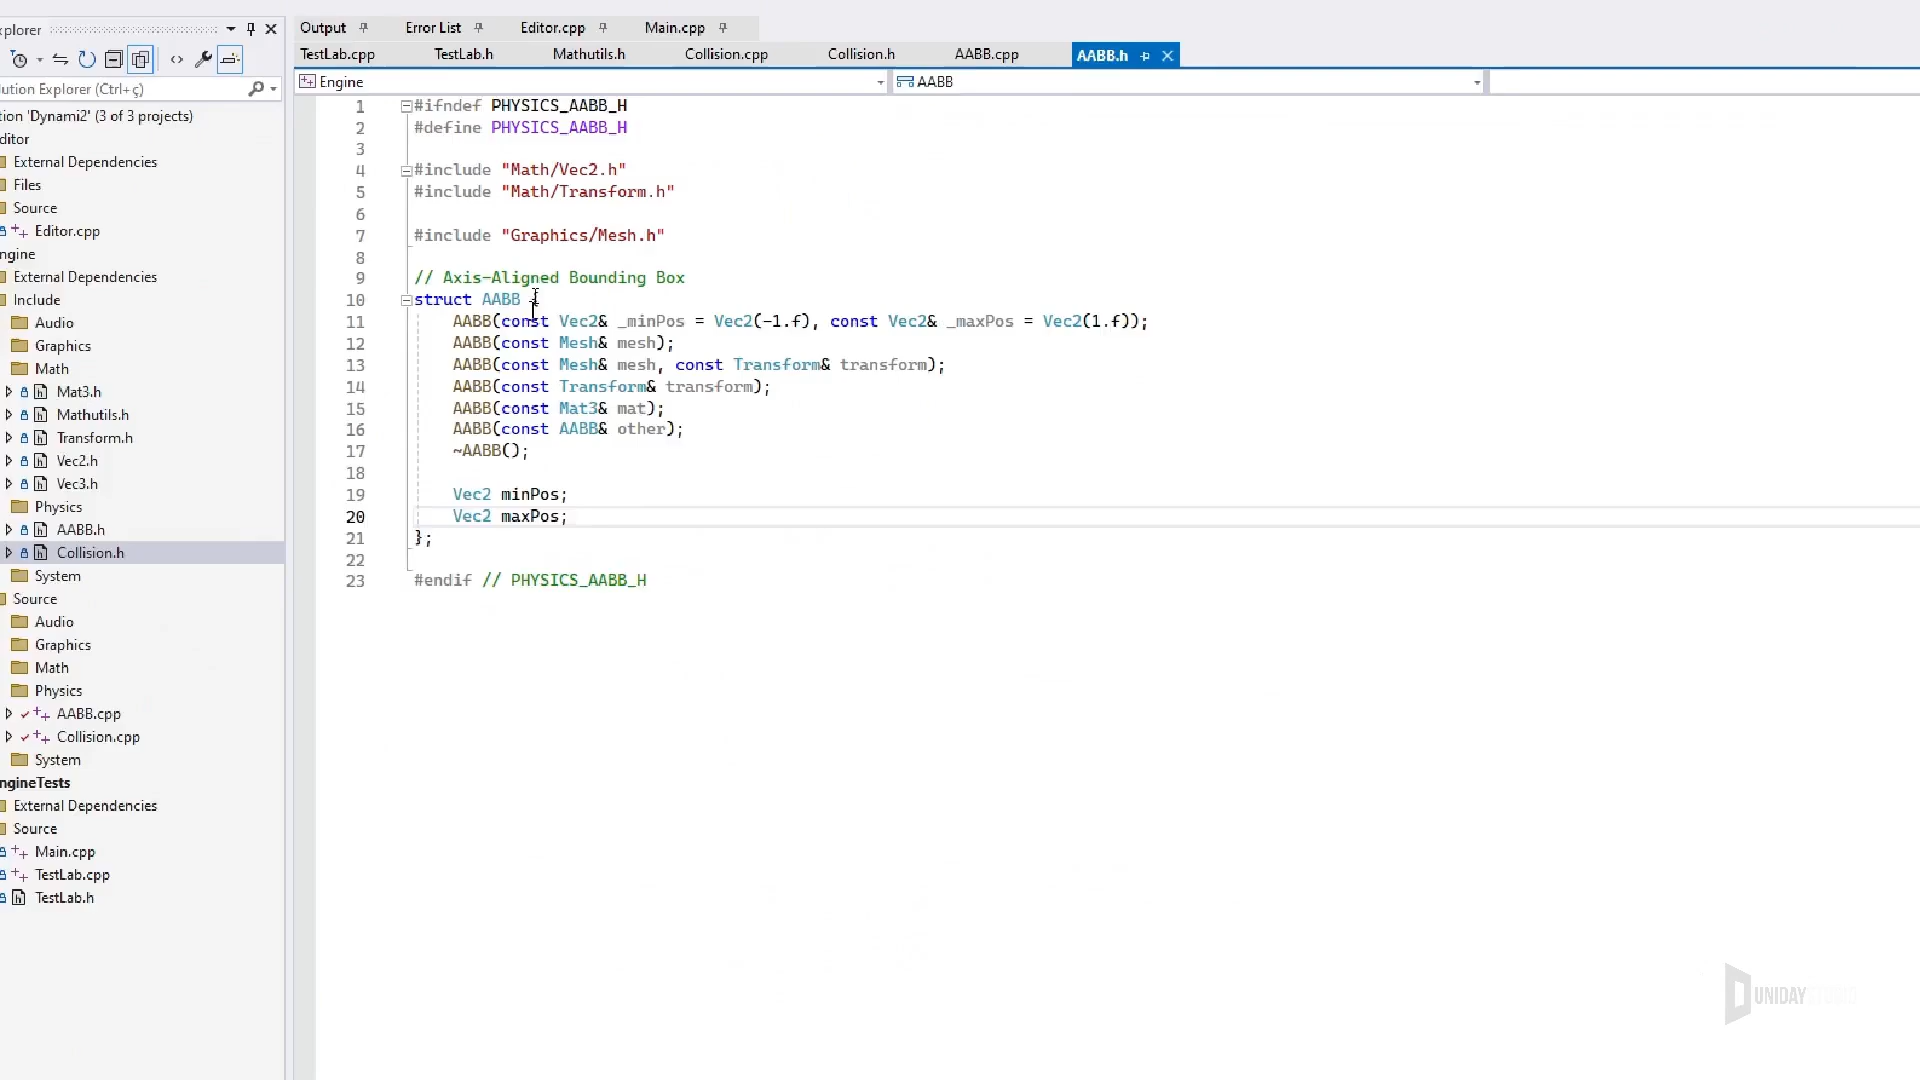 xplorer
Output
Error List
Editor.cpp
Main.cpp
TestLab.cpp
TestLab.h
Mathutils.h
Collision.cpp
Collision.h
AABB.cpp
AABB.h
Engine
AABB
lution Explorer (Ctrl+ç)
tion 'Dynami2' (3 of 3 projects)
ditor
External Dependencies
Files
Source
Editor.cpp
ngine
External Dependencies
Include
Audio
Graphics
Math
Mat3.h
Mathutils.h
Transform.h
Vec2.h
Vec3.h
Physics
AABB.h
Collision.h
System
Source
Audio
Graphics
Math
Physics
AABB.cpp
Collision.cpp
System
ngineTests
External Dependencies
Source
Main.cpp
TestLab.cpp
TestLab.h
1 #ifndef PHYSICS_AABB_H
2 #define PHYSICS_AABB_H
3
4 #include "Math/Vec2.h"
5 #include "Math/Transform.h"
6
7 #include "Graphics/Mesh.h"
8
9 // Axis-Aligned Bounding Box
10 struct AABB {
11 AABB(const Vec2& _minPos = Vec2(-1.f), const Vec2& _maxPos = Vec2(1.f));
12 AABB(const Mesh& mesh);
13 AABB(const Mesh& mesh, const Transform& transform);
14 AABB(const Transform& transform);
15 AABB(const Mat3& mat);
16 AABB(const AABB& other);
17 ~AABB();
18
19 Vec2 minPos;
20 Vec2 maxPos;
21 };
22
23 #endif // PHYSICS_AABB_H
UNIDAY